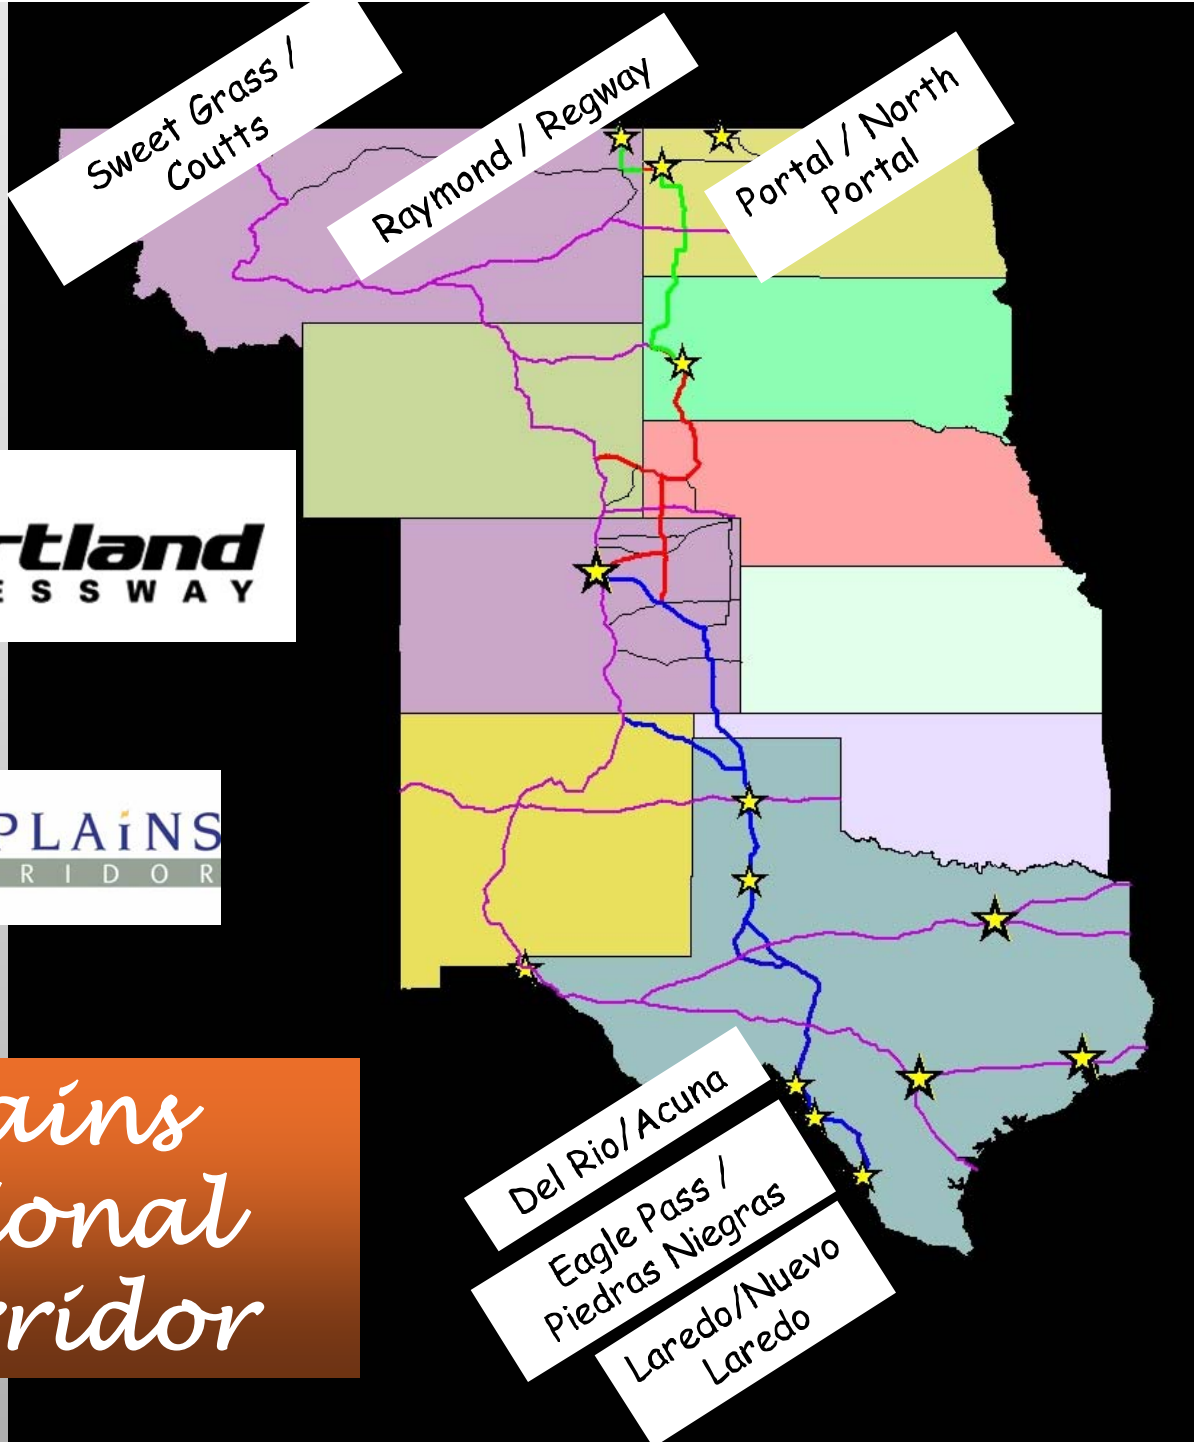 Sweet Grass /
Coutts
Raymond / Regway
Portal / North
Portal
rtland
ESSWAY
PLAiNS
RIDOR
ains
ional
rridor
Del Rio/Acuna
Eagle Pass /
Piedras Niegras
Laredo/Nuevo
Laredo